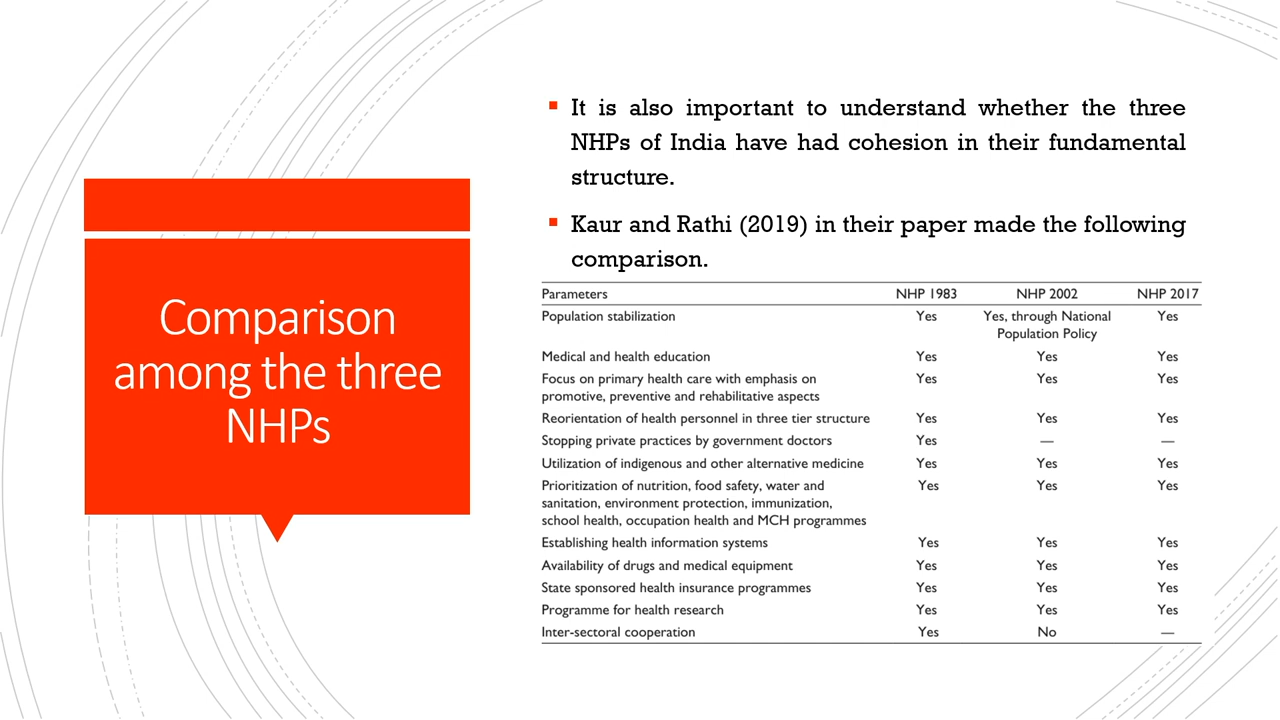 Comparison
among the three
NHPs
It is also important to understand whether the three
NHPs of India have had cohesion in their fundamental
structure.
Kaur and Rathi (2019) in their paper made the following
comparison.
Parameters NHP 1983 NHP 2002 NHP 2017
Population stabilization Yes Yes, through National Yes
Population Policy
Medical and health education Yes Yes Yes
Focus on primary health care with emphasis on Yes Yes Yes
promotive, preventive and rehabilitative aspects
Reorientation of health personnel in three tier structure Yes Yes Yes
Stopping private practices by government doctors Yes — —
Utilization of indigenous and other alternative medicine Yes Yes Yes
Prioritization of nutrition, food safety, water and Yes Yes Yes
sanitation, environment protection, immunization,
school health, occupation health and MCH programmes
Establishing health information systems Yes Yes Yes
Availability of drugs and medical equipment Yes Yes Yes
State sponsored health insurance programmes Yes Yes Yes
Programme for health research Yes Yes Yes
Inter-sectoral cooperation Yes No —